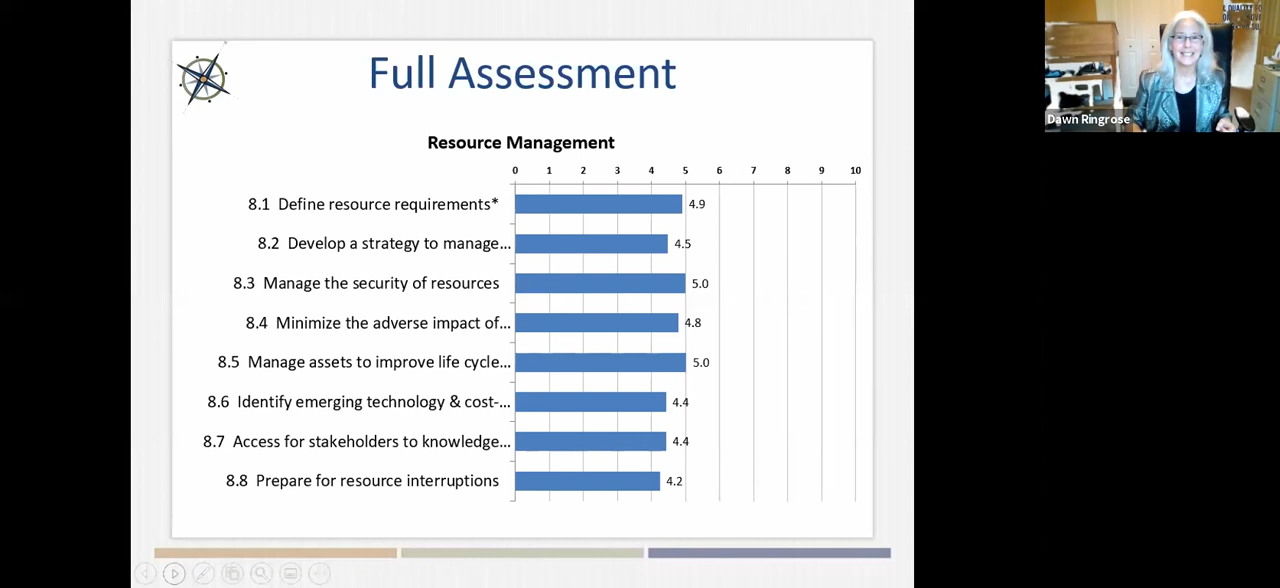 Full Assessment
Resource Management
0 1 2 3 4 5 6 7 8 9 10
8.1 Define resource requirements* 4.9
8.2 Develop a strategy to manage... 4.5
8.3 Manage the security of resources 5.0
8.4 Minimize the adverse impact of... 4.8
8.5 Manage assets to improve life cycle... 5.0
8.6 Identify emerging technology & cost-... 4.4
8.7 Access for stakeholders to knowledge... 4.4
8.8 Prepare for resource interruptions 4.2
Dawn Ringrose